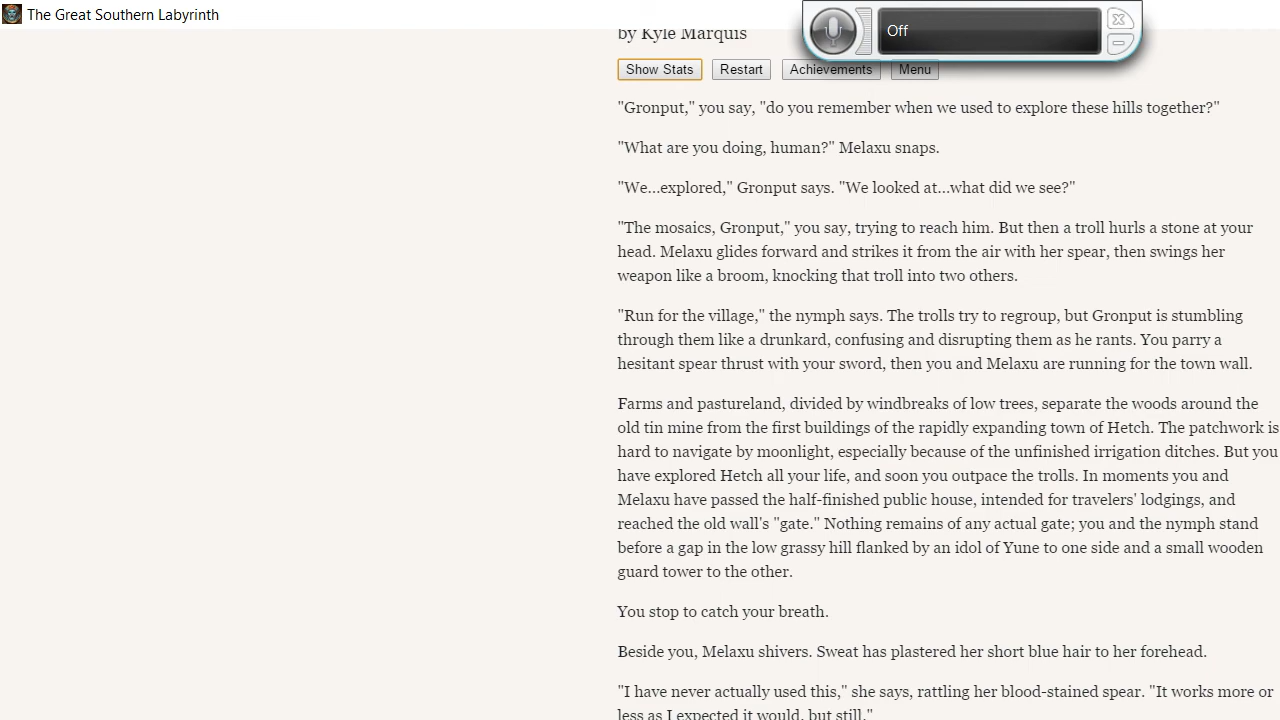 The Great Southern Labyrinth
Off
by Kyle Marquis
Show Stats
Restart
Achievements
Menu
"Gronput," you say, "do you remember when we used to explore these hills together?"
"What are you doing, human?" Melaxu snaps.
"We…explored," Gronput says. "We looked at…what did we see?"
"The mosaics, Gronput," you say, trying to reach him. But then a troll hurls a stone at your
head. Melaxu glides forward and strikes it from the air with her spear, then swings her
weapon like a broom, knocking that troll into two others.
"Run for the village," the nymph says. The trolls try to regroup, but Gronput is stumbling
through them like a drunkard, confusing and disrupting them as he rants. You parry a
hesitant spear thrust with your sword, then you and Melaxu are running for the town wall.
Farms and pastureland, divided by windbreaks of low trees, separate the woods around the
old tin mine from the first buildings of the rapidly expanding town of Hetch. The patchwork is
hard to navigate by moonlight, especially because of the unfinished irrigation ditches. But you
have explored Hetch all your life, and soon you outpace the trolls. In moments you and
Melaxu have passed the half-finished public house, intended for travelers' lodgings, and
reached the old wall's "gate." Nothing remains of any actual gate; you and the nymph stand
before a gap in the low grassy hill flanked by an idol of Yune to one side and a small wooden
guard tower to the other.
You stop to catch your breath.
Beside you, Melaxu shivers. Sweat has plastered her short blue hair to her forehead.
"I have never actually used this," she says, rattling her blood-stained spear. "It works more or
less as I expected it would, but still."